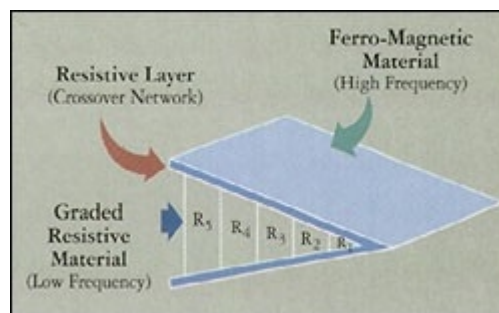 Ferro-Magnetic
Material
(High Frequency)
Resistive Layer
(Crossover Network)
Graded
Resistive
Material
(Low Frequency)
R5 R4 R3 R2 R1